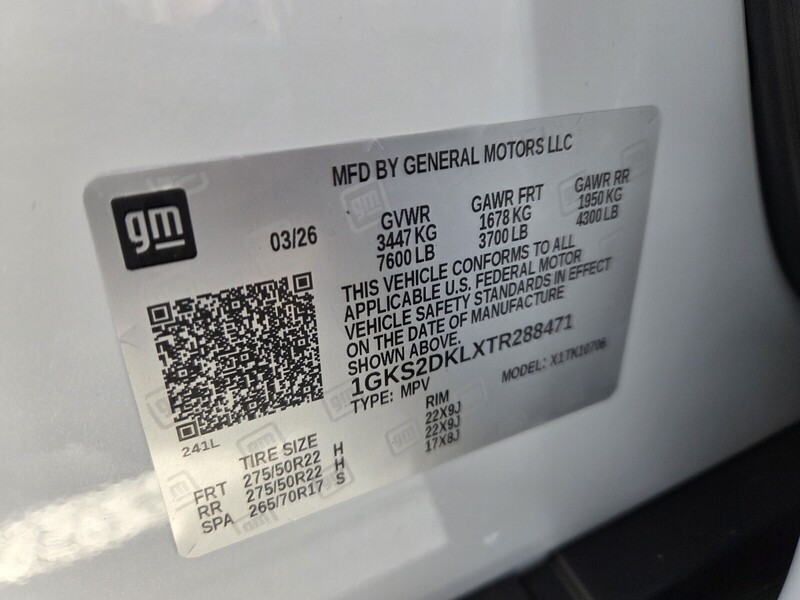 MFD BY GENERAL MOTORS LLC
gm
03/26
GVWR GAWR FRT GAWR RR
3447 KG 1678 KG 1950 KG
7600 LB 3700 LB 4300 LB
THIS VEHICLE CONFORMS TO ALL
APPLICABLE U.S. FEDERAL MOTOR
VEHICLE SAFETY STANDARDS IN EFFECT
ON THE DATE OF MANUFACTURE
SHOWN ABOVE.
1GKS2DKLXTR288471
TYPE: MPV MODEL: X1TK10706
241L
TIRE SIZE RIM
FRT 275/50R22 H 22X9J
RR 275/50R22 H 22X9J
SPA 265/70R17 S 17X8J